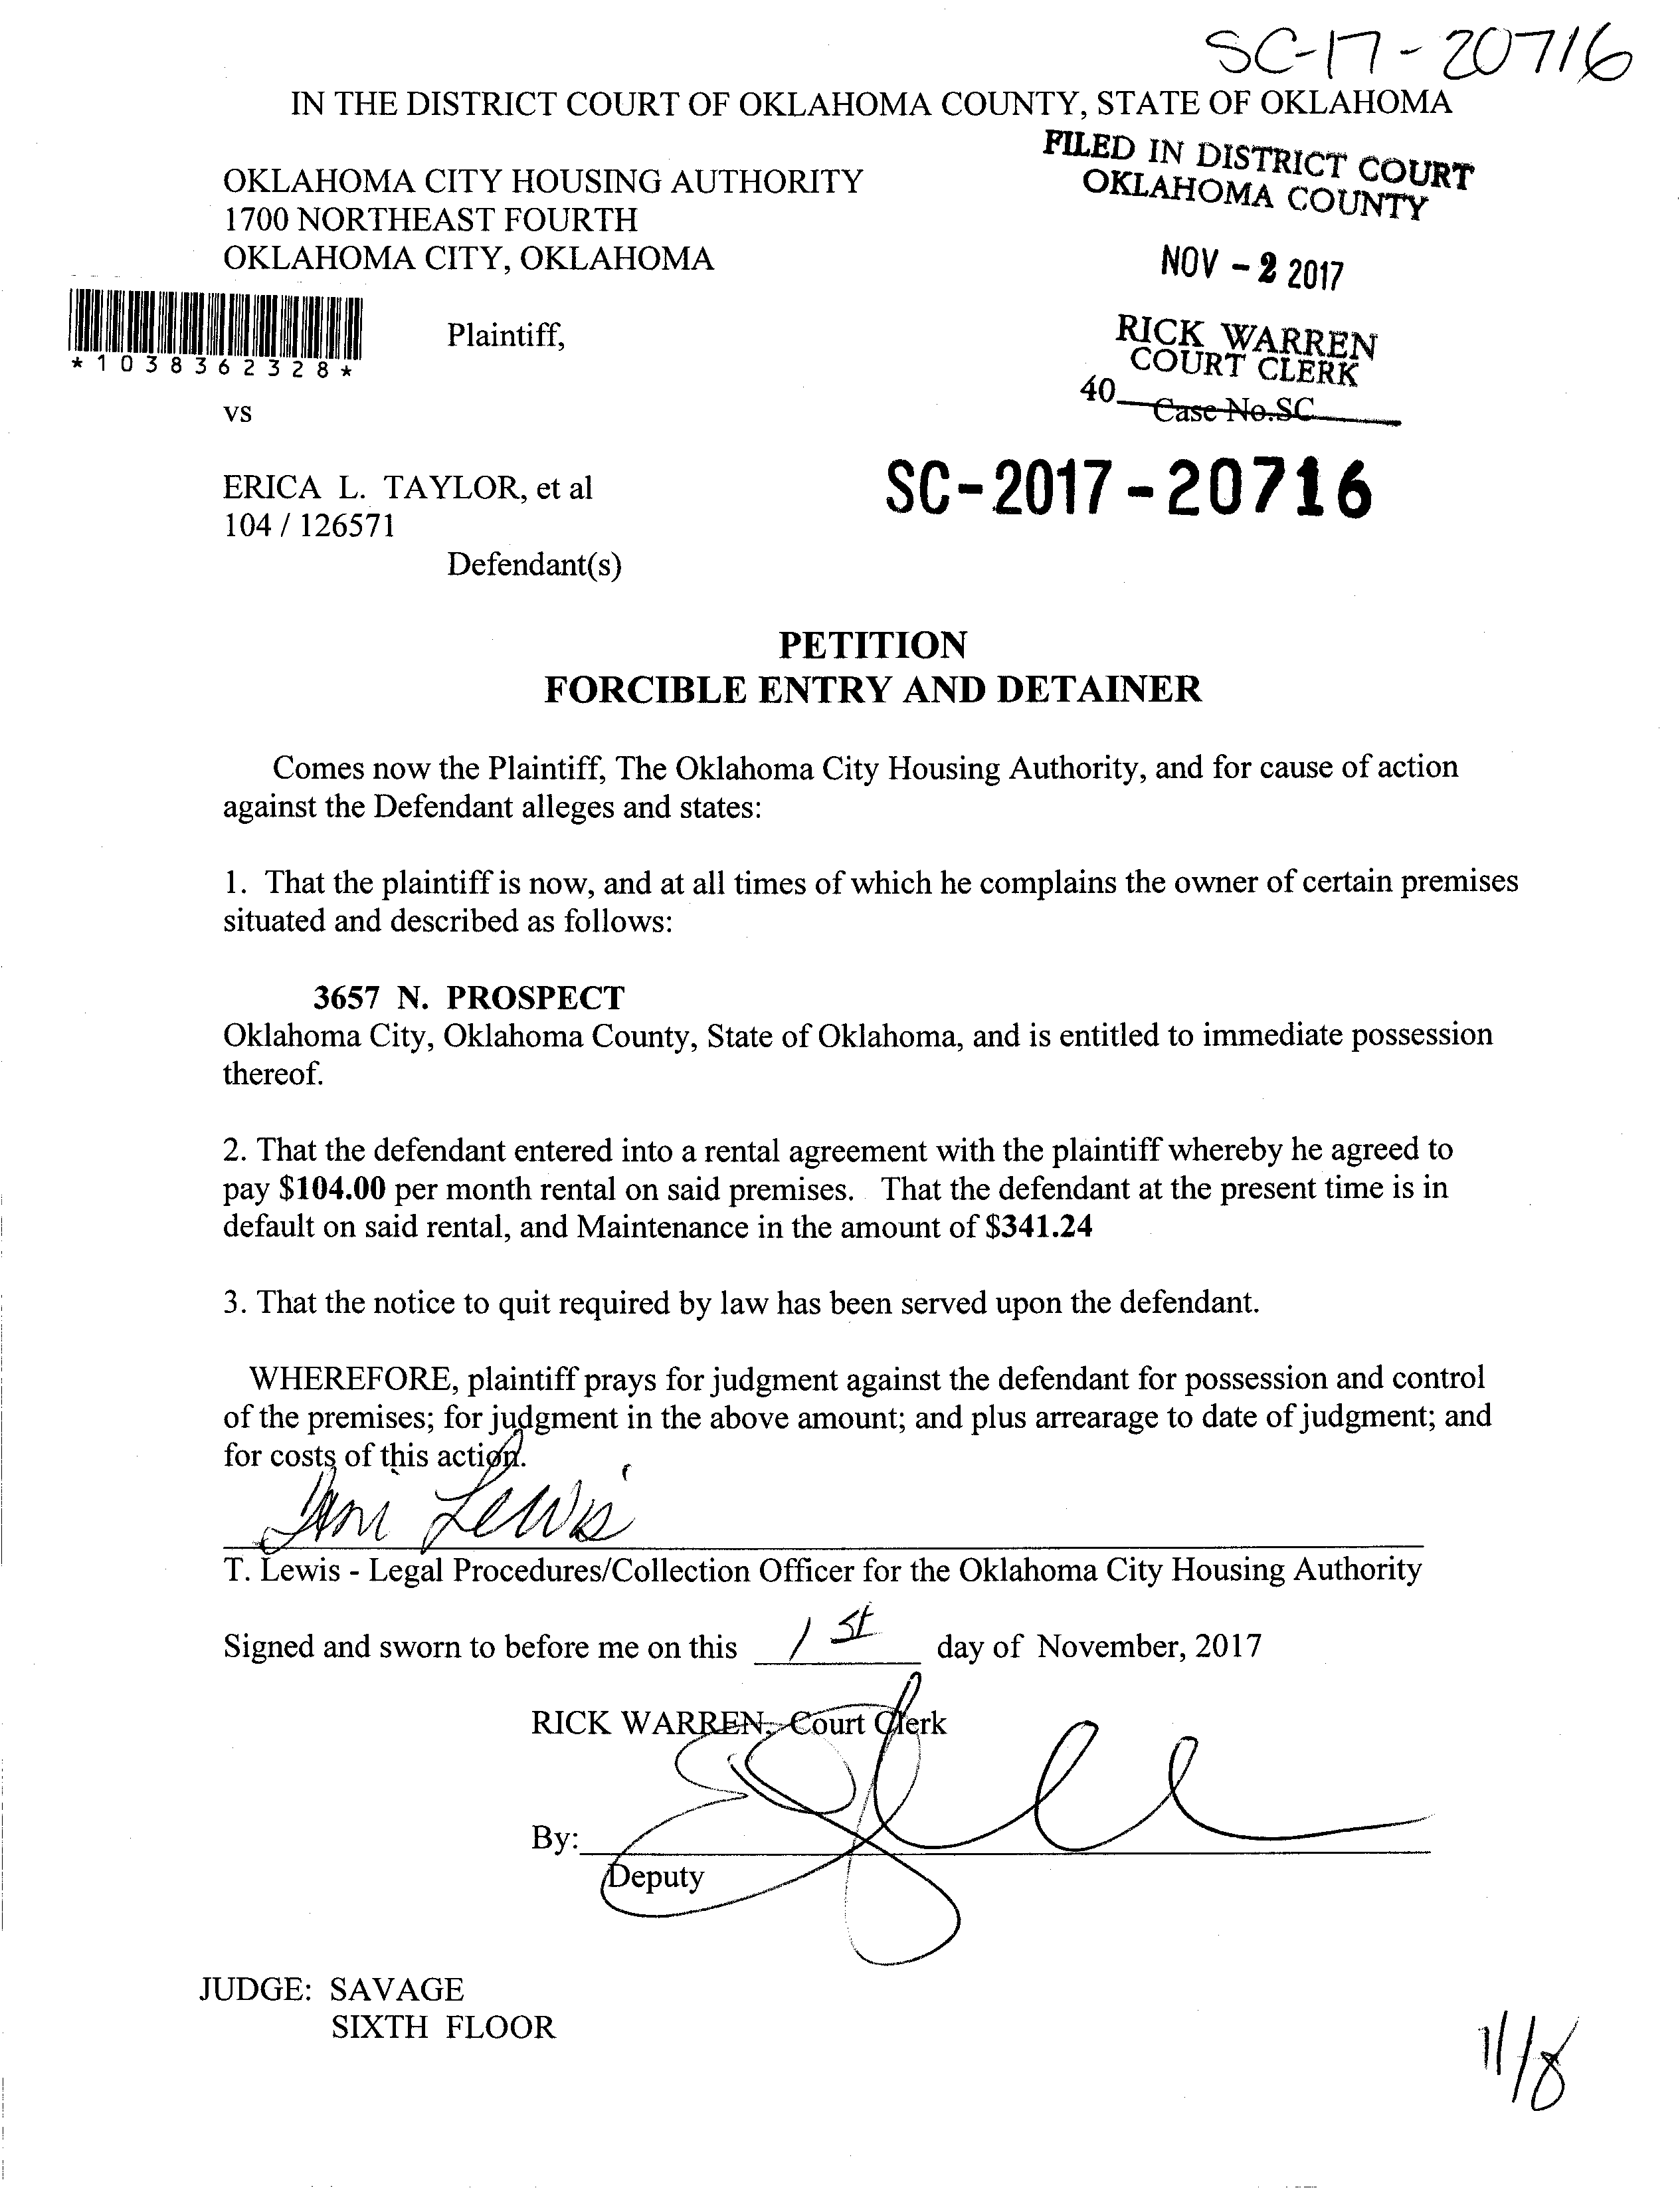 SC-17-20716
IN THE DISTRICT COURT OF OKLAHOMA COUNTY, STATE OF OKLAHOMA
FILED IN DISTRICT COURT
OKLAHOMA COUNTY
OKLAHOMA CITY HOUSING AUTHORITY
1700 NORTHEAST FOURTH
OKLAHOMA CITY, OKLAHOMA
NOV - 2 2017
*1038362328*
Plaintiff,
RICK WARREN
COURT CLERK
40
Case No.SC
vs
ERICA L. TAYLOR, et al
SC-2017-20716
104 / 126571
Defendant(s)
PETITION
FORCIBLE ENTRY AND DETAINER
Comes now the Plaintiff, The Oklahoma City Housing Authority, and for cause of action
against the Defendant alleges and states:
1. That the plaintiff is now, and at all times of which he complains the owner of certain premises
situated and described as follows:
3657 N. PROSPECT
Oklahoma City, Oklahoma County, State of Oklahoma, and is entitled to immediate possession
thereof.
2. That the defendant entered into a rental agreement with the plaintiff whereby he agreed to
pay $104.00 per month rental on said premises. That the defendant at the present time is in
default on said rental, and Maintenance in the amount of $341.24
3. That the notice to quit required by law has been served upon the defendant.
WHEREFORE, plaintiff prays for judgment against the defendant for possession and control
of the premises; for judgment in the above amount; and plus arrearage to date of judgment; and
for costs of this action.
Lewis
T. Lewis - Legal Procedures/Collection Officer for the Oklahoma City Housing Authority
Signed and sworn to before me on this 1st day of November, 2017
RICK WARREN, Court Clerk
By:
Deputy
JUDGE: SAVAGE
SIXTH FLOOR
11/8